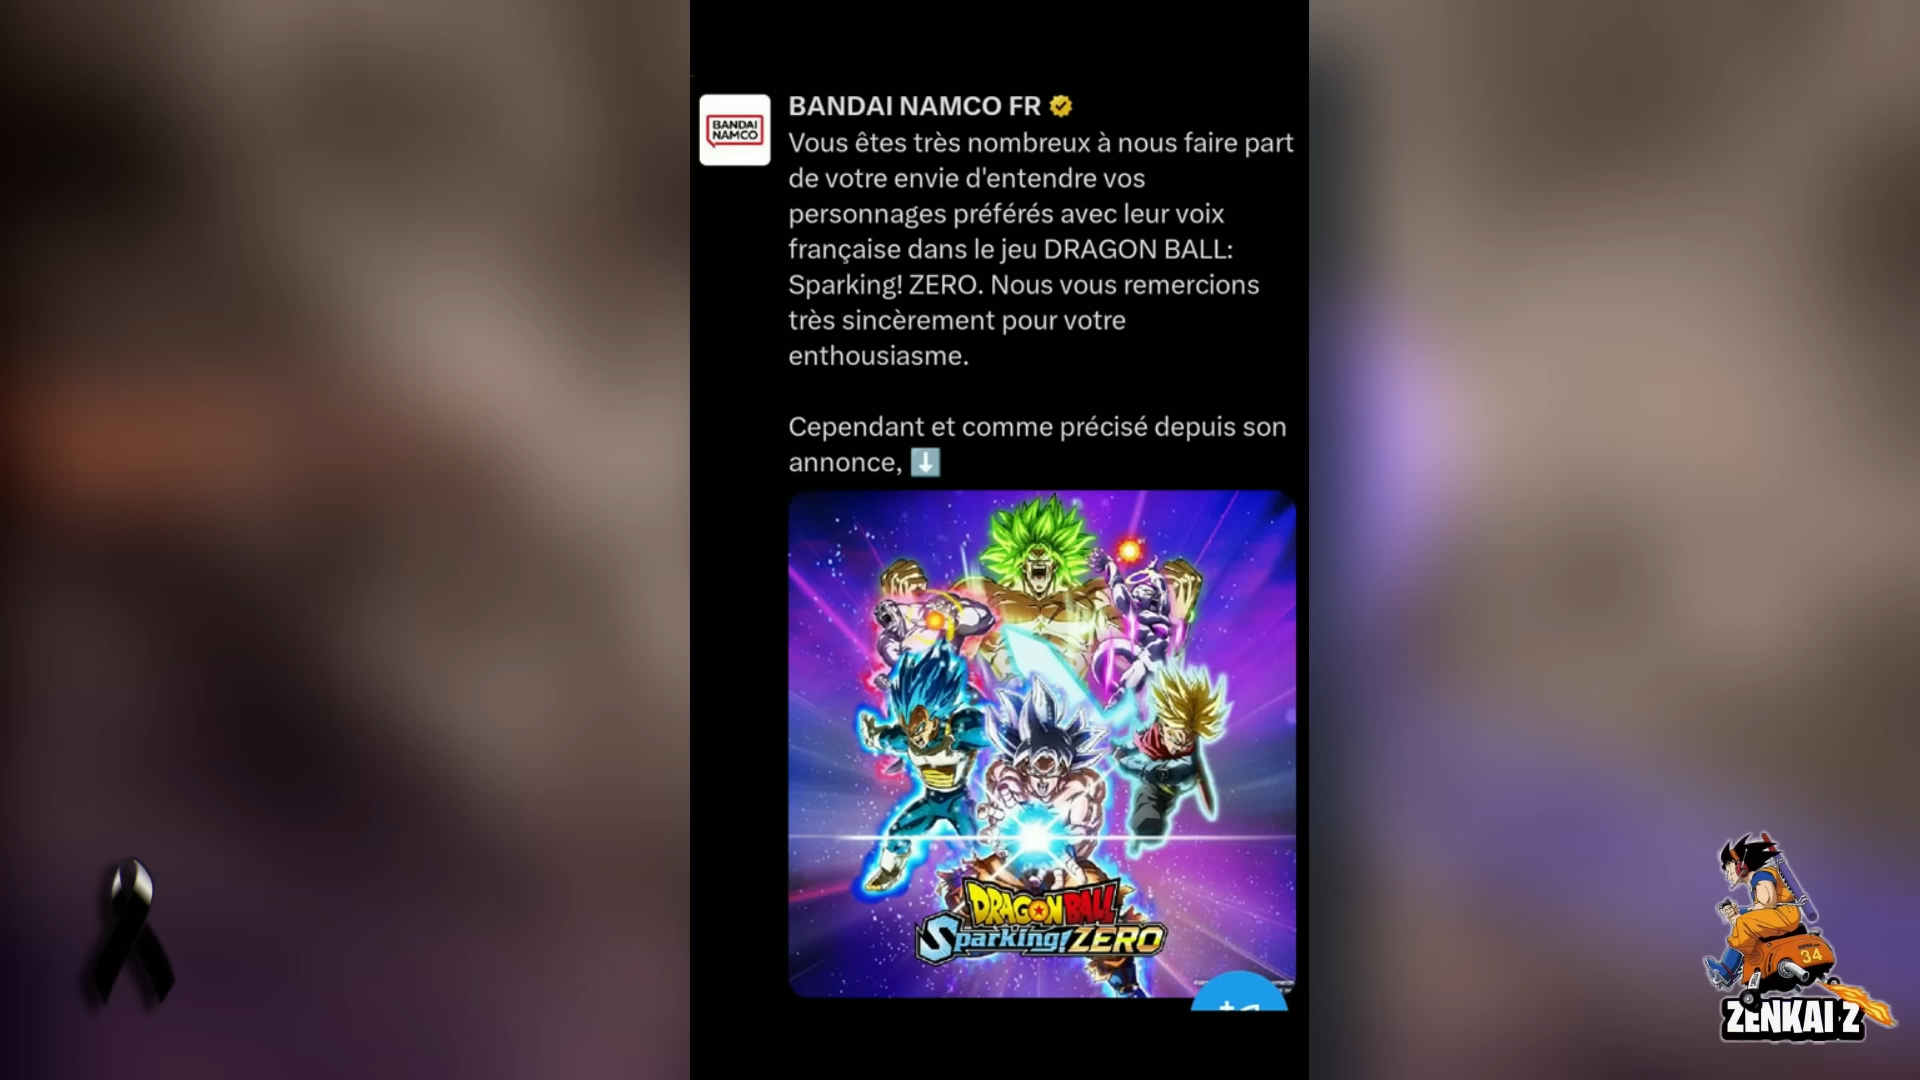 BANDAI NAMCO FR
BANDAI
NAMCO
Vous êtes très nombreux à nous faire part
de votre envie d'entendre vos
personnages préférés avec leur voix
française dans le jeu DRAGON BALL:
Sparking! ZERO. Nous vous remercions
très sincèrement pour votre
enthousiasme.
Cependant et comme précisé depuis son
annonce,
DRAGON BALL
Sparking! ZERO
34
ZENKAI Z